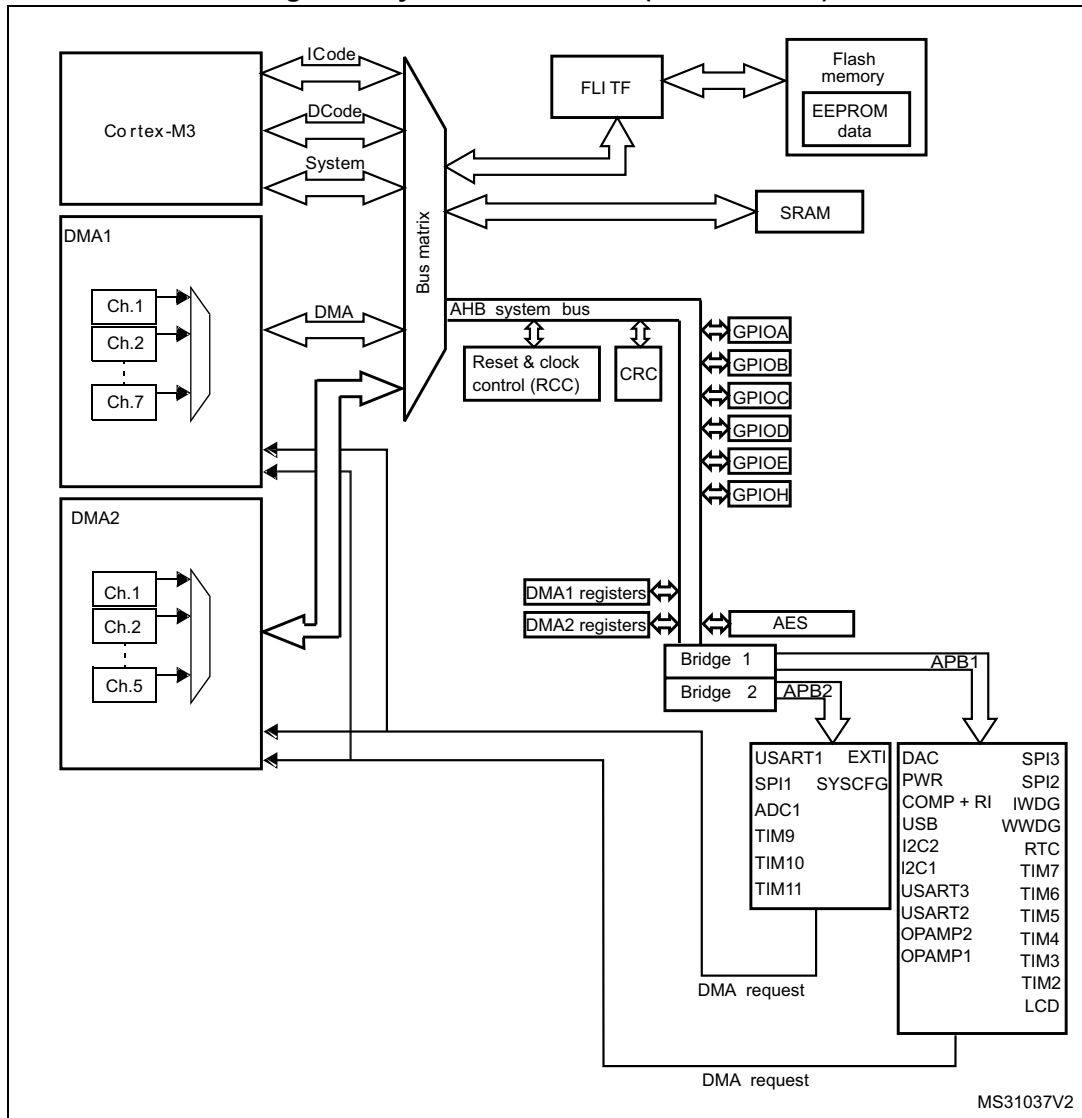 ICode
Cortex-M3
DCode
System
FLITF
Flash
memory
EEPROM
data
SRAM
Bus matrix
DMA1
Ch.1
Ch.2
Ch.7
DMA
AHB system bus
Reset & clock
control (RCC)
CRC
GPIOA
GPIOB
GPIOC
GPIOD
GPIOE
GPIOH
DMA2
Ch.1
Ch.2
Ch.5
DMA1 registers
DMA2 registers
AES
Bridge 1
Bridge 2
APB1
APB2
USART1 EXTI
SPI1 SYSCFG
ADC1
TIM9
TIM10
TIM11
DAC SPI3
PWR SPI2
COMP + RI IWDG
USB WWDG
I2C2 RTC
I2C1 TIM7
USART3 TIM6
USART2 TIM5
OPAMP2 TIM4
OPAMP1 TIM3
TIM2
LCD
DMA request
DMA request
MS31037V2